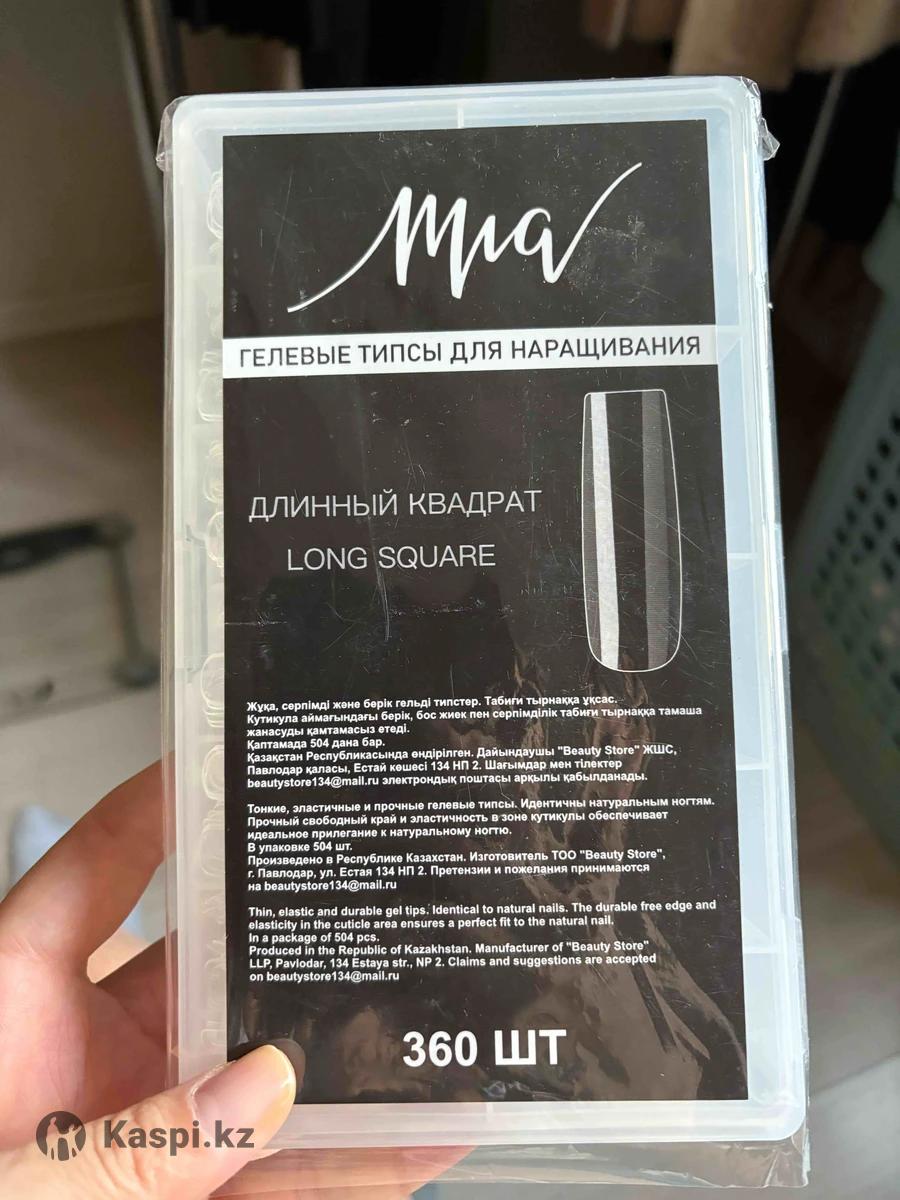 Mia
ГЕЛЕВЫЕ ТИПСЫ ДЛЯ НАРАЩИВАНИЯ
ДЛИННЫЙ КВАДРАТ
LONG SQUARE
Жұқа, серпімді және берік гельді типстер. Табиғи тырнаққа ұқсас.
Кутикула аймағындағы берік, бос жиек пен серпімділік табиғи тырнаққа тамаша
жанасуды қамтамасыз етеді.
Қаптамада 504 дана бар.
Қазақстан Республикасында өндірілген. Дайындаушы "Beauty Store" ЖШС,
Павлодар қаласы, Естай көшесі 134 НП 2. Шағымдар мен тілектер
beautystore134@mail.ru электрондық поштасы арқылы қабылданады.
Тонкие, эластичные и прочные гелевые типсы. Идентичны натуральным ногтям.
Прочный свободный край и эластичность в зоне кутикулы обеспечивает
идеальное прилегание к натуральному ногтю.
В упаковке 504 шт.
Произведено в Республике Казахстан. Изготовитель ТОО "Beauty Store",
г. Павлодар, ул. Естая 134 НП 2. Претензии и пожелания принимаются
на beautystore134@mail.ru
Thin, elastic and durable gel tips. Identical to natural nails. The durable free edge and
elasticity in the cuticle area ensures a perfect fit to the natural nail.
In a package of 504 pcs.
Produced in the Republic of Kazakhstan. Manufacturer of "Beauty Store"
LLP, Pavlodar, 134 Estaya str., NP 2. Claims and suggestions are accepted
on beautystore134@mail.ru
360 ШТ
Kaspi.kz